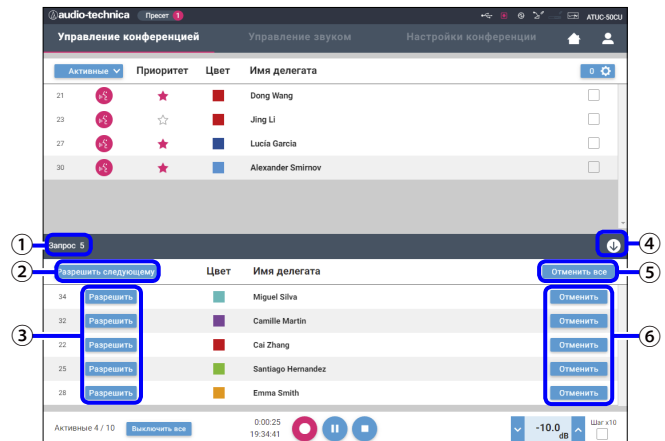 audio-technica Пресет 1 ATUC-50CU
Управление конференцией Управление звуком Настройки конференции
Активные Приоритет Цвет Имя делегата 0
21 Dong Wang
23 Jing Li
27 Lucía Garcia
30 Alexander Smirnov
1 Запрос 5 4
2 Разрешить следующему Цвет Имя делегата Отменить все 5
34 Разрешить Miguel Silva Отменить
32 Разрешить Camille Martin Отменить
3 22 Разрешить Cai Zhang Отменить 6
25 Разрешить Santiago Hernandez Отменить
28 Разрешить Emma Smith Отменить
Активные 4 / 10 Выключить все 0:00:25 19:34:41 -10.0 dB Шаг x10